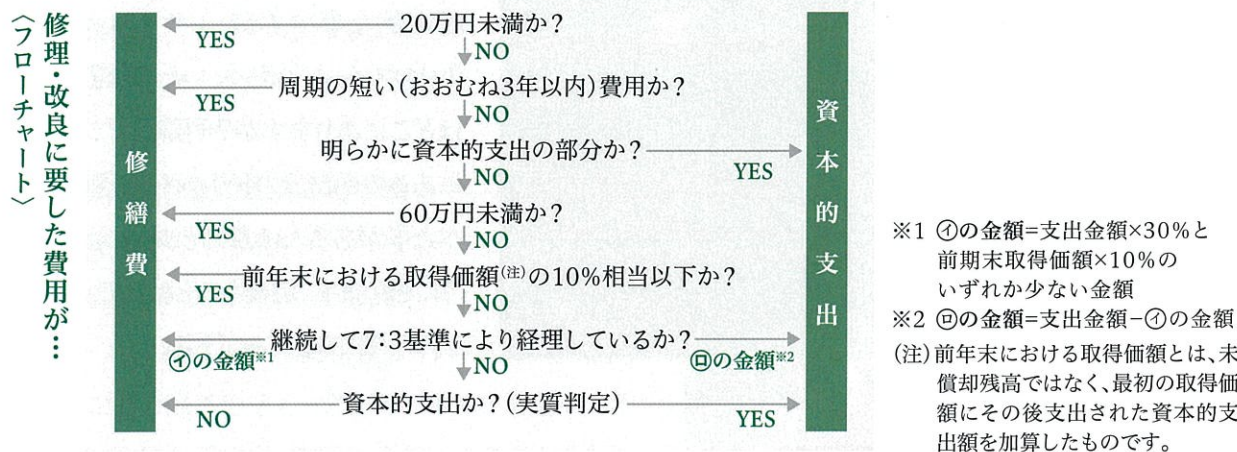 修理・改良に要した費用が…
〈フローチャート〉
修繕費
資本的支出
20万円未満か？
YES
NO
周期の短い（おおむね3年以内）費用か？
YES
NO
明らかに資本的支出の部分か？
YES
NO
60万円未満か？
YES
NO
前年末における取得価額(注)の10%相当以下か？
YES
NO
継続して7：3基準により経理しているか？
㋑の金額※1
NO
㋺の金額※2
資本的支出か？（実質判定）
NO
YES
※1 ㋑の金額=支出金額×30%と
前期末取得価額×10%の
いずれか少ない金額
※2 ㋺の金額=支出金額−㋑の金額
(注)前年末における取得価額とは、未
償却残高ではなく、最初の取得価
額にその後支出された資本的支
出額を加算したものです。